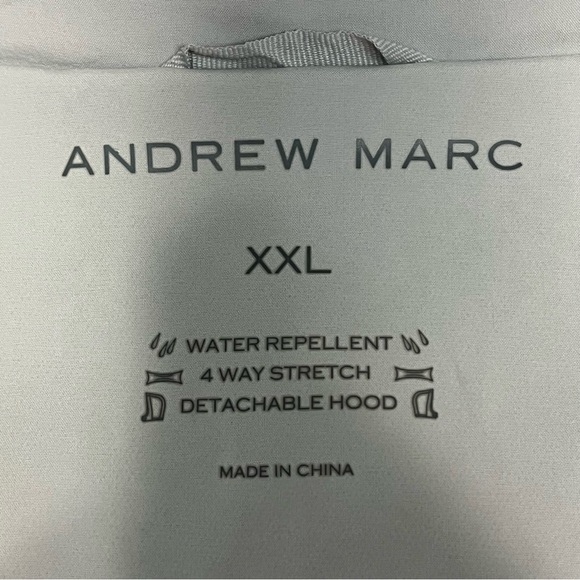 ANDREW MARC
XXL
WATER REPELLENT
4 WAY STRETCH
DETACHABLE HOOD
MADE IN CHINA